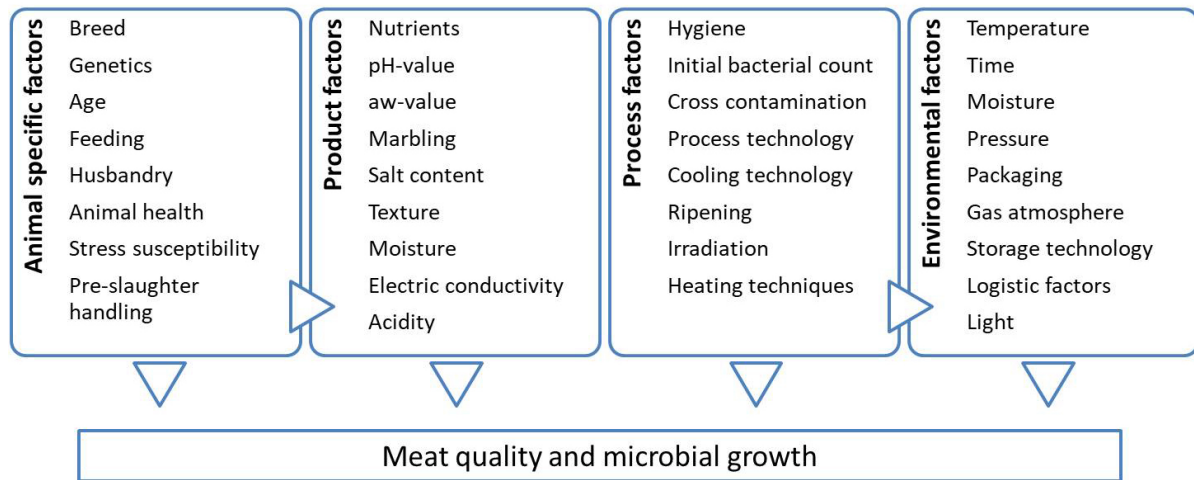 Animal specific factors
Breed
Genetics
Age
Feeding
Husbandry
Animal health
Stress susceptibility
Pre-slaughter
handling
Product factors
Nutrients
pH-value
aw-value
Marbling
Salt content
Texture
Moisture
Electric conductivity
Acidity
Process factors
Hygiene
Initial bacterial count
Cross contamination
Process technology
Cooling technology
Ripening
Irradiation
Heating techniques
Environmental factors
Temperature
Time
Moisture
Pressure
Packaging
Gas atmosphere
Storage technology
Logistic factors
Light
Meat quality and microbial growth